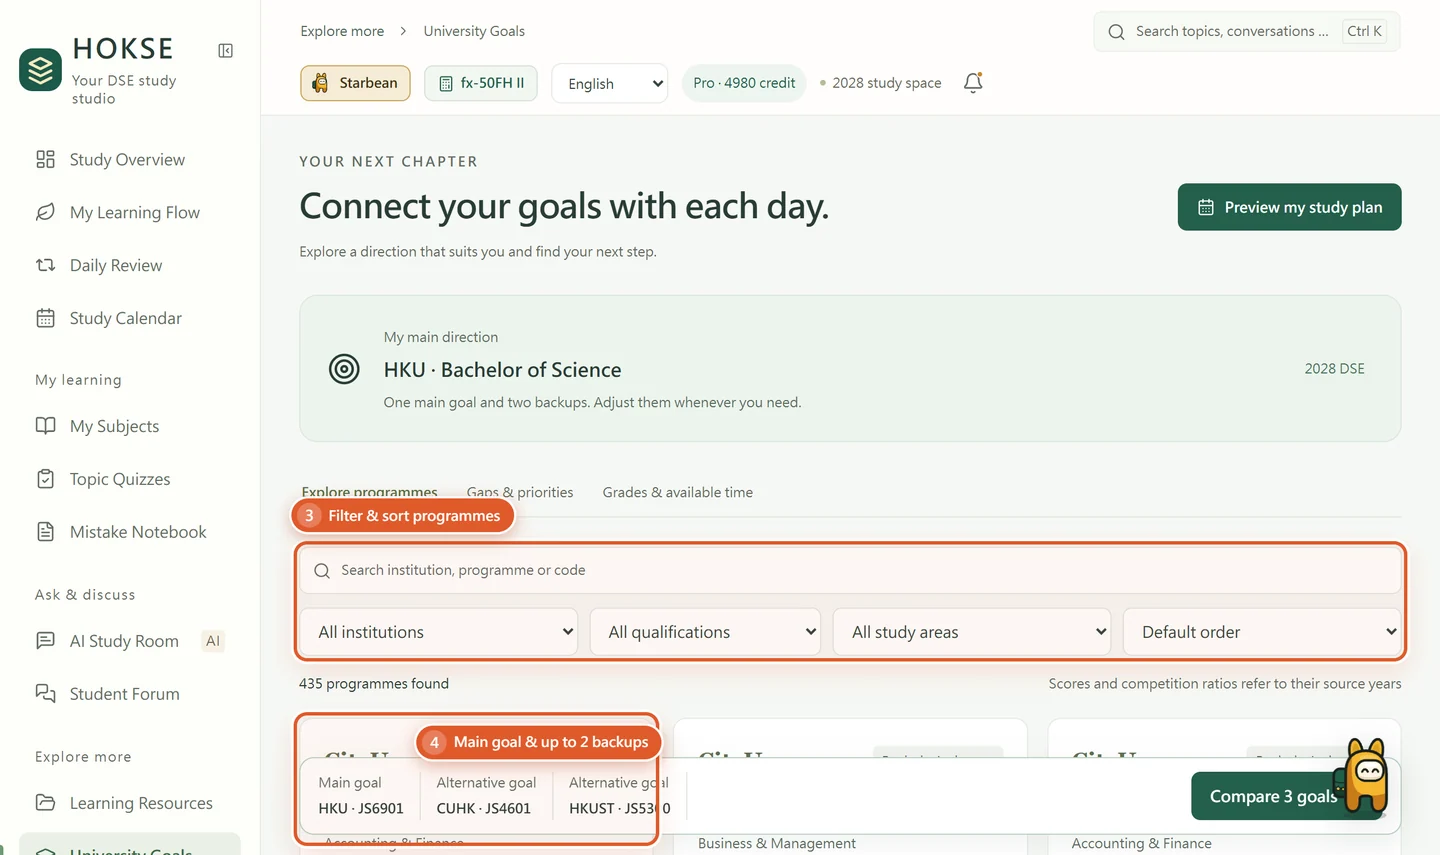 HOKSE
Your DSE study
studio
Study Overview
My Learning Flow
Daily Review
Study Calendar
My learning
My Subjects
Topic Quizzes
Mistake Notebook
Ask & discuss
AI Study Room
AI
Student Forum
Explore more
Learning Resources
University Goals
Explore more > University Goals
Search topics, conversations ...
Ctrl K
Starbean
fx-50FH II
English
Pro · 4980 credit
2028 study space
YOUR NEXT CHAPTER
Connect your goals with each day.
Explore a direction that suits you and find your next step.
Preview my study plan
My main direction
HKU · Bachelor of Science
One main goal and two backups. Adjust them whenever you need.
2028 DSE
Explore programmes
Gaps & priorities
Grades & available time
3 Filter & sort programmes
Search institution, programme or code
All institutions
All qualifications
All study areas
Default order
435 programmes found
Scores and competition ratios refer to their source years
4 Main goal & up to 2 backups
Main goal
HKU · JS6901
Alternative goal
CUHK · JS4601
Alternative goal
HKUST ·
Compare 3 goals
Accounting & Finance
Business & Management
Accounting & Finance